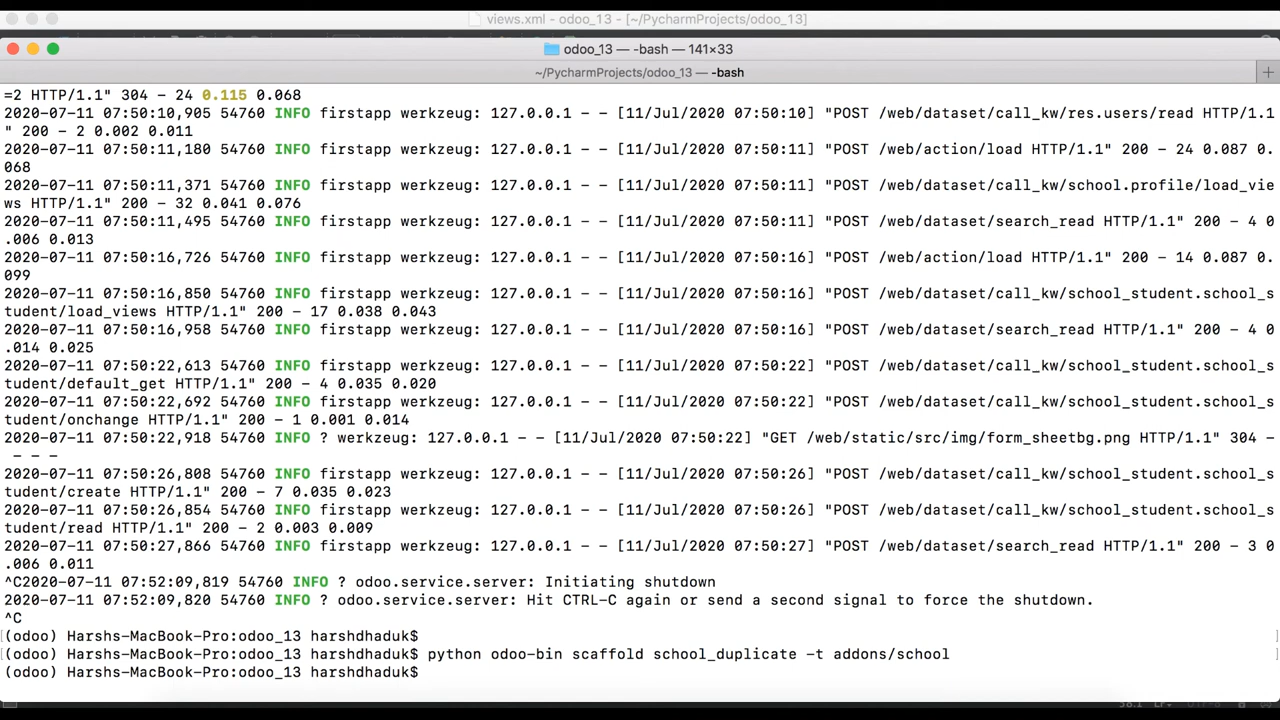 views.xml - odoo_13 - [~/PycharmProjects/odoo_13]
odoo_13 — -bash — 141×33
~/PycharmProjects/odoo_13 — -bash
=2 HTTP/1.1" 304 - 24 0.115 0.068
2020-07-11 07:50:10,905 54760 INFO firstapp werkzeug: 127.0.0.1 - - [11/Jul/2020 07:50:10] "POST /web/dataset/call_kw/res.users/read HTTP/1.1
" 200 - 2 0.002 0.011
2020-07-11 07:50:11,180 54760 INFO firstapp werkzeug: 127.0.0.1 - - [11/Jul/2020 07:50:11] "POST /web/action/load HTTP/1.1" 200 - 24 0.087 0.
068
2020-07-11 07:50:11,371 54760 INFO firstapp werkzeug: 127.0.0.1 - - [11/Jul/2020 07:50:11] "POST /web/dataset/call_kw/school.profile/load_vie
ws HTTP/1.1" 200 - 32 0.041 0.076
2020-07-11 07:50:11,495 54760 INFO firstapp werkzeug: 127.0.0.1 - - [11/Jul/2020 07:50:11] "POST /web/dataset/search_read HTTP/1.1" 200 - 4 0
.006 0.013
2020-07-11 07:50:16,726 54760 INFO firstapp werkzeug: 127.0.0.1 - - [11/Jul/2020 07:50:16] "POST /web/action/load HTTP/1.1" 200 - 14 0.087 0.
099
2020-07-11 07:50:16,850 54760 INFO firstapp werkzeug: 127.0.0.1 - - [11/Jul/2020 07:50:16] "POST /web/dataset/call_kw/school_student.school_s
tudent/load_views HTTP/1.1" 200 - 17 0.038 0.043
2020-07-11 07:50:16,958 54760 INFO firstapp werkzeug: 127.0.0.1 - - [11/Jul/2020 07:50:16] "POST /web/dataset/search_read HTTP/1.1" 200 - 4 0
.014 0.025
2020-07-11 07:50:22,613 54760 INFO firstapp werkzeug: 127.0.0.1 - - [11/Jul/2020 07:50:22] "POST /web/dataset/call_kw/school_student.school_s
tudent/default_get HTTP/1.1" 200 - 4 0.035 0.020
2020-07-11 07:50:22,692 54760 INFO firstapp werkzeug: 127.0.0.1 - - [11/Jul/2020 07:50:22] "POST /web/dataset/call_kw/school_student.school_s
tudent/onchange HTTP/1.1" 200 - 1 0.001 0.014
2020-07-11 07:50:22,918 54760 INFO ? werkzeug: 127.0.0.1 - - [11/Jul/2020 07:50:22] "GET /web/static/src/img/form_sheetbg.png HTTP/1.1" 304 -
 - - -
2020-07-11 07:50:26,808 54760 INFO firstapp werkzeug: 127.0.0.1 - - [11/Jul/2020 07:50:26] "POST /web/dataset/call_kw/school_student.school_s
tudent/create HTTP/1.1" 200 - 7 0.035 0.023
2020-07-11 07:50:26,854 54760 INFO firstapp werkzeug: 127.0.0.1 - - [11/Jul/2020 07:50:26] "POST /web/dataset/call_kw/school_student.school_s
tudent/read HTTP/1.1" 200 - 2 0.003 0.009
2020-07-11 07:50:27,866 54760 INFO firstapp werkzeug: 127.0.0.1 - - [11/Jul/2020 07:50:27] "POST /web/dataset/search_read HTTP/1.1" 200 - 3 0
.006 0.011
^C2020-07-11 07:52:09,819 54760 INFO ? odoo.service.server: Initiating shutdown
2020-07-11 07:52:09,820 54760 INFO ? odoo.service.server: Hit CTRL-C again or send a second signal to force the shutdown.
^C
[(odoo) Harshs-MacBook-Pro:odoo_13 harshdhaduk$ ]
[(odoo) Harshs-MacBook-Pro:odoo_13 harshdhaduk$ python odoo-bin scaffold school_duplicate -t addons/school ]
(odoo) Harshs-MacBook-Pro:odoo_13 harshdhaduk$